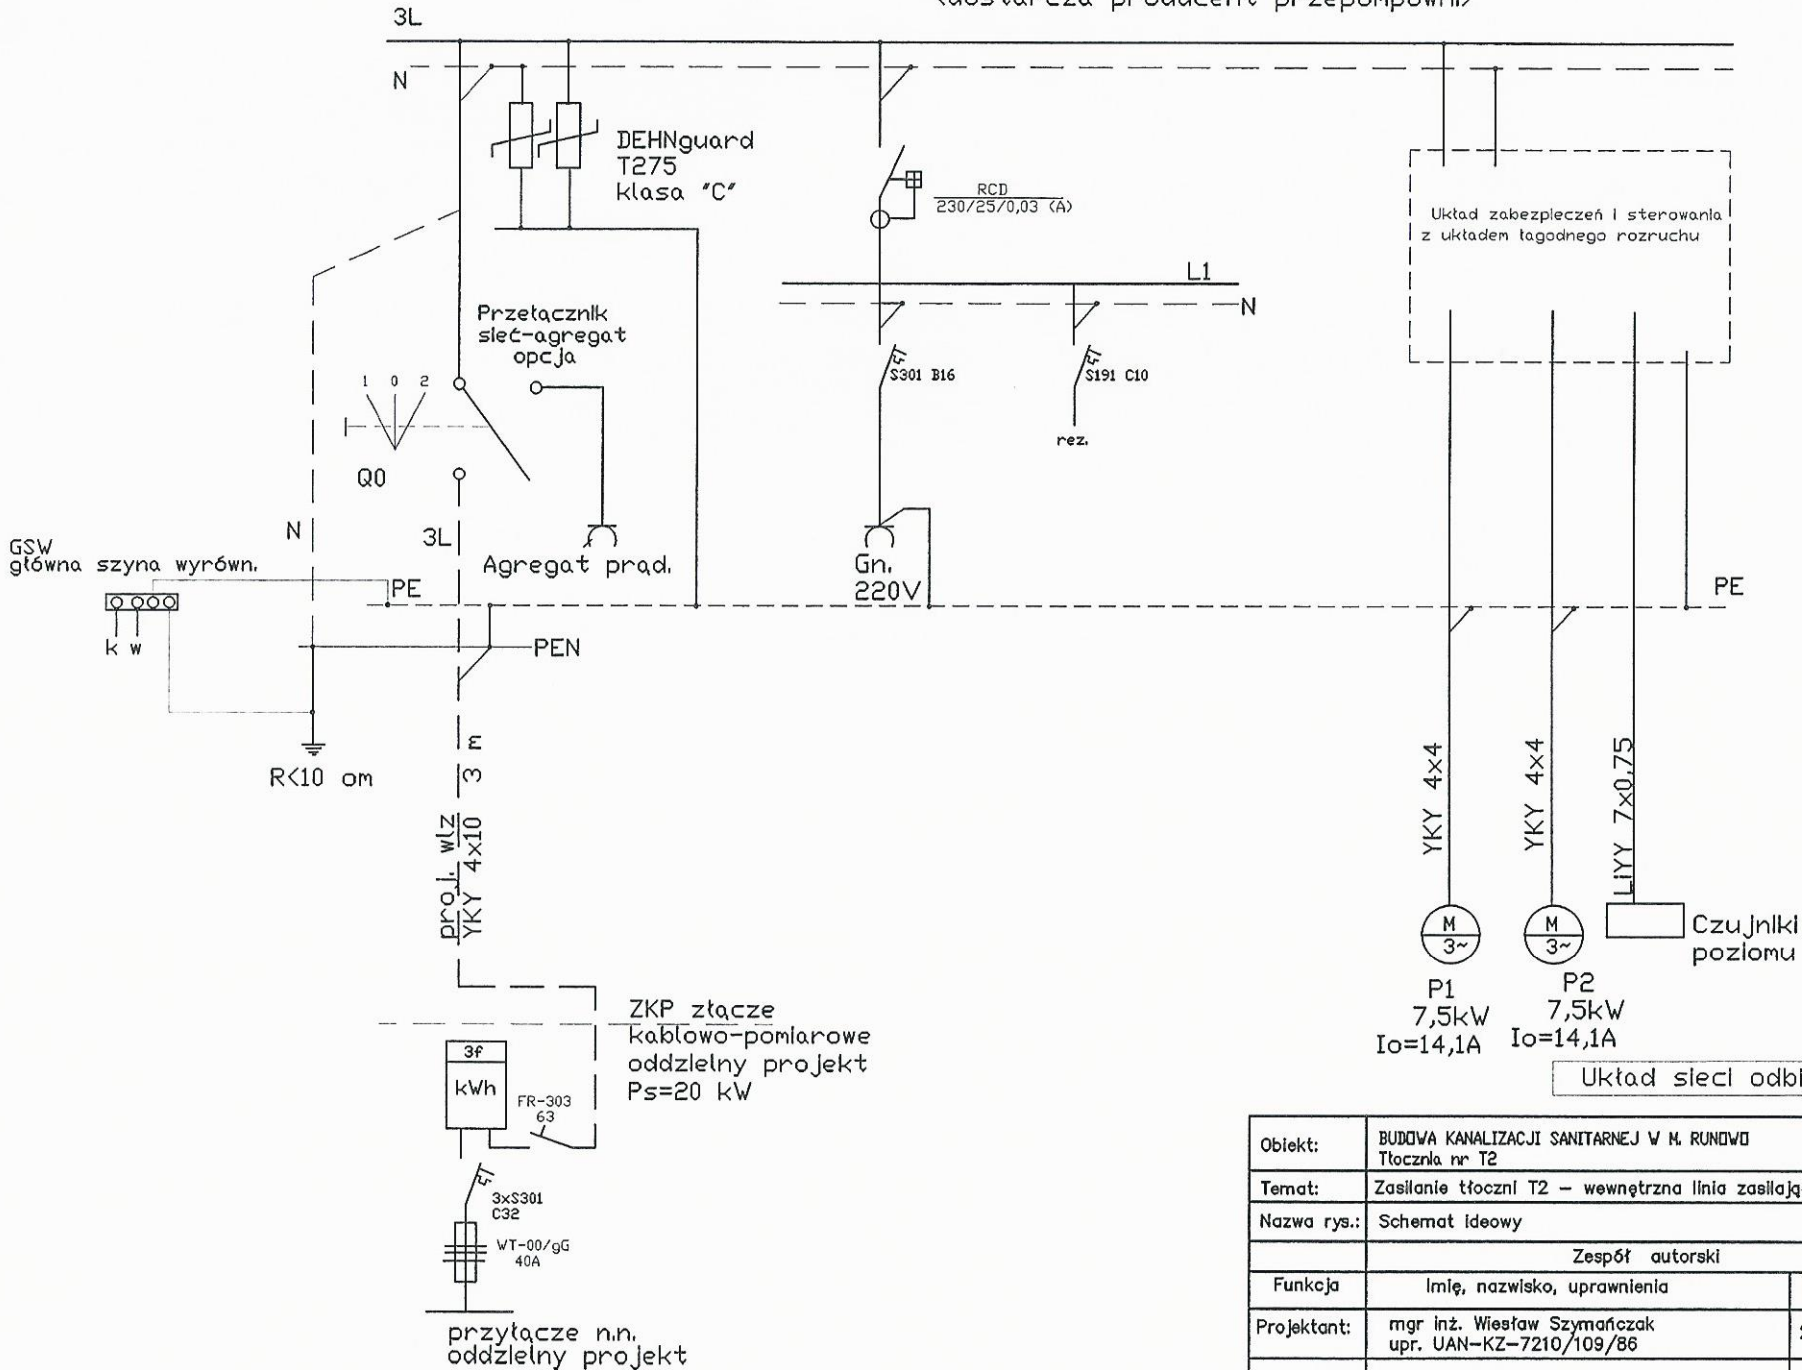 3L
N
DEHNguard
T275
klasa "C"
RCD
230/25/0,03 (A)
Układ zabezpieczeń i sterowania
z układem łagodnego rozruchu
L1
N
Przełącznik
sieć-agregat
opcja
1 0 2
S301 B16
S191 C10
rez.
Q0
N
3L
GSW
główna szyna wyrówn.
Agregat prąd.
Gn.
220V
PE
PE
k w
PEN
R<10 om
proj. wlz
YKY 4x10 3 m
YKY 4x4
YKY 4x4
LiYY 7x0,75
M
3~
M
3~
Czujniki
poziomu
P1
7,5kW
Io=14,1A
P2
7,5kW
Io=14,1A
ZKP złącze
kablowo-pomiarowe
oddzielny projekt
Ps=20 kW
3f
kWh
FR-303
63
3xS301
C32
WT-00/gG
40A
przyłącze n.n.
oddzielny projekt
Układ sieci odbi
Obiekt: BUDOWA KANALIZACJI SANITARNEJ W M. RUNOWO
Tłocznia nr T2
Temat: Zasilanie tłoczni T2 – wewnętrzna linia zasilają
Nazwa rys.: Schemat ideowy
Zespół autorski
Funkcja Imię, nazwisko, uprawnienia
Projektant: mgr inż. Wiesław Szymańczak
upr. UAN-KZ-7210/109/86